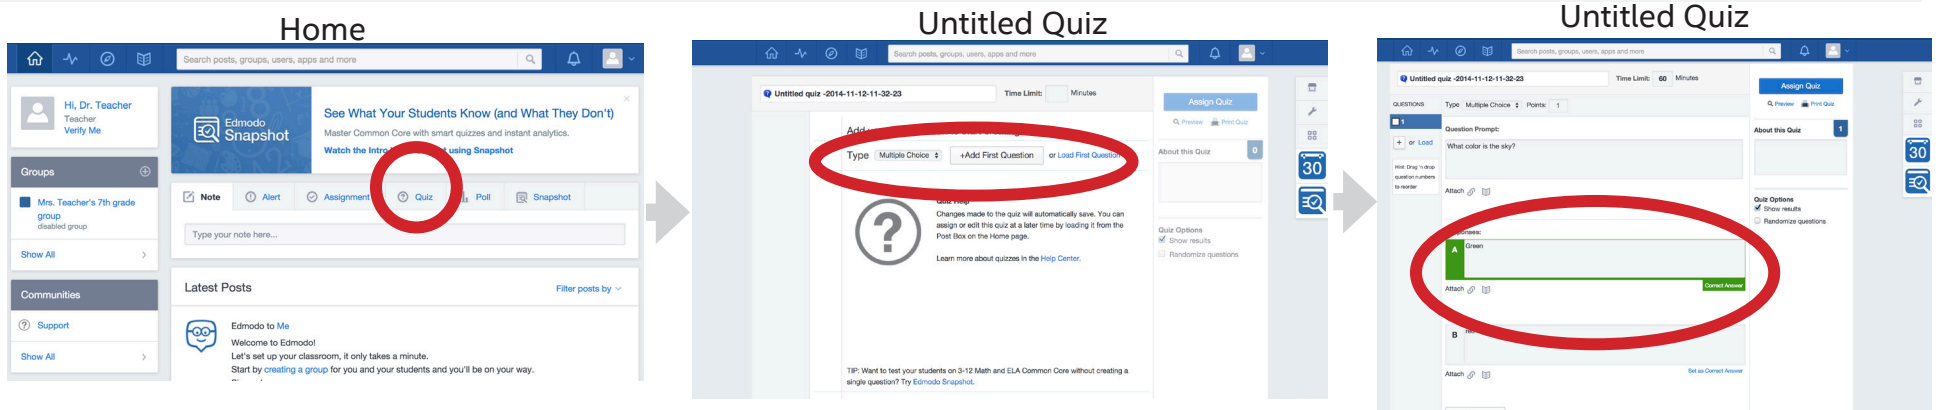 Home
Search posts, groups, users, apps and more
Hi, Dr. Teacher
Teacher
Verify Me
Groups
Mrs. Teacher's 7th grade
group
disabled group
Show All
Communities
Support
Show All
Edmodo
Snapshot
See What Your Students Know (and What They Don't)
Master Common Core with smart quizzes and instant analytics.
Watch the Intro using Snapshot
Note
Alert
Assignment
Quiz
Poll
Snapshot
Type your note here...
Latest Posts
Filter posts by
Edmodo to Me
Welcome to Edmodo!
Let's set up your classroom, it only takes a minute.
Start by creating a group for you and your students and you'll be on your way.
Untitled Quiz
Search posts, groups, users, apps and more
Untitled quiz -2014-11-12-11-32-23
Time Limit:
Minutes
Assign Quiz
Preview
Print Quiz
About this Quiz
0
Type
Multiple Choice
+Add First Question
or Load First Question
Quiz Help
Changes made to the quiz will automatically save. You can
assign or edit this quiz at a later time by loading it from the
Post Box on the Home page.
Learn more about quizzes in the Help Center.
Quiz Options
Show results
Randomize questions
TIP: Want to test your students on 3-12 Math and ELA Common Core without creating a
single question? Try Edmodo Snapshot.
30
Untitled Quiz
Search posts, groups, users, apps and more
Untitled quiz -2014-11-12-11-32-23
Time Limit: 60 Minutes
Assign Quiz
Preview
Print Quiz
QUESTIONS
Type Multiple Choice Points: 1
1
+ or Load
Hint: Drag 'n drop
question numbers
to reorder
Question Prompt:
What color is the sky?
Attach
About this Quiz
1
Quiz Options
Show results
Randomize questions
A
Green
Attach
Correct Answer
B
Attach
Set as Correct Answer
30